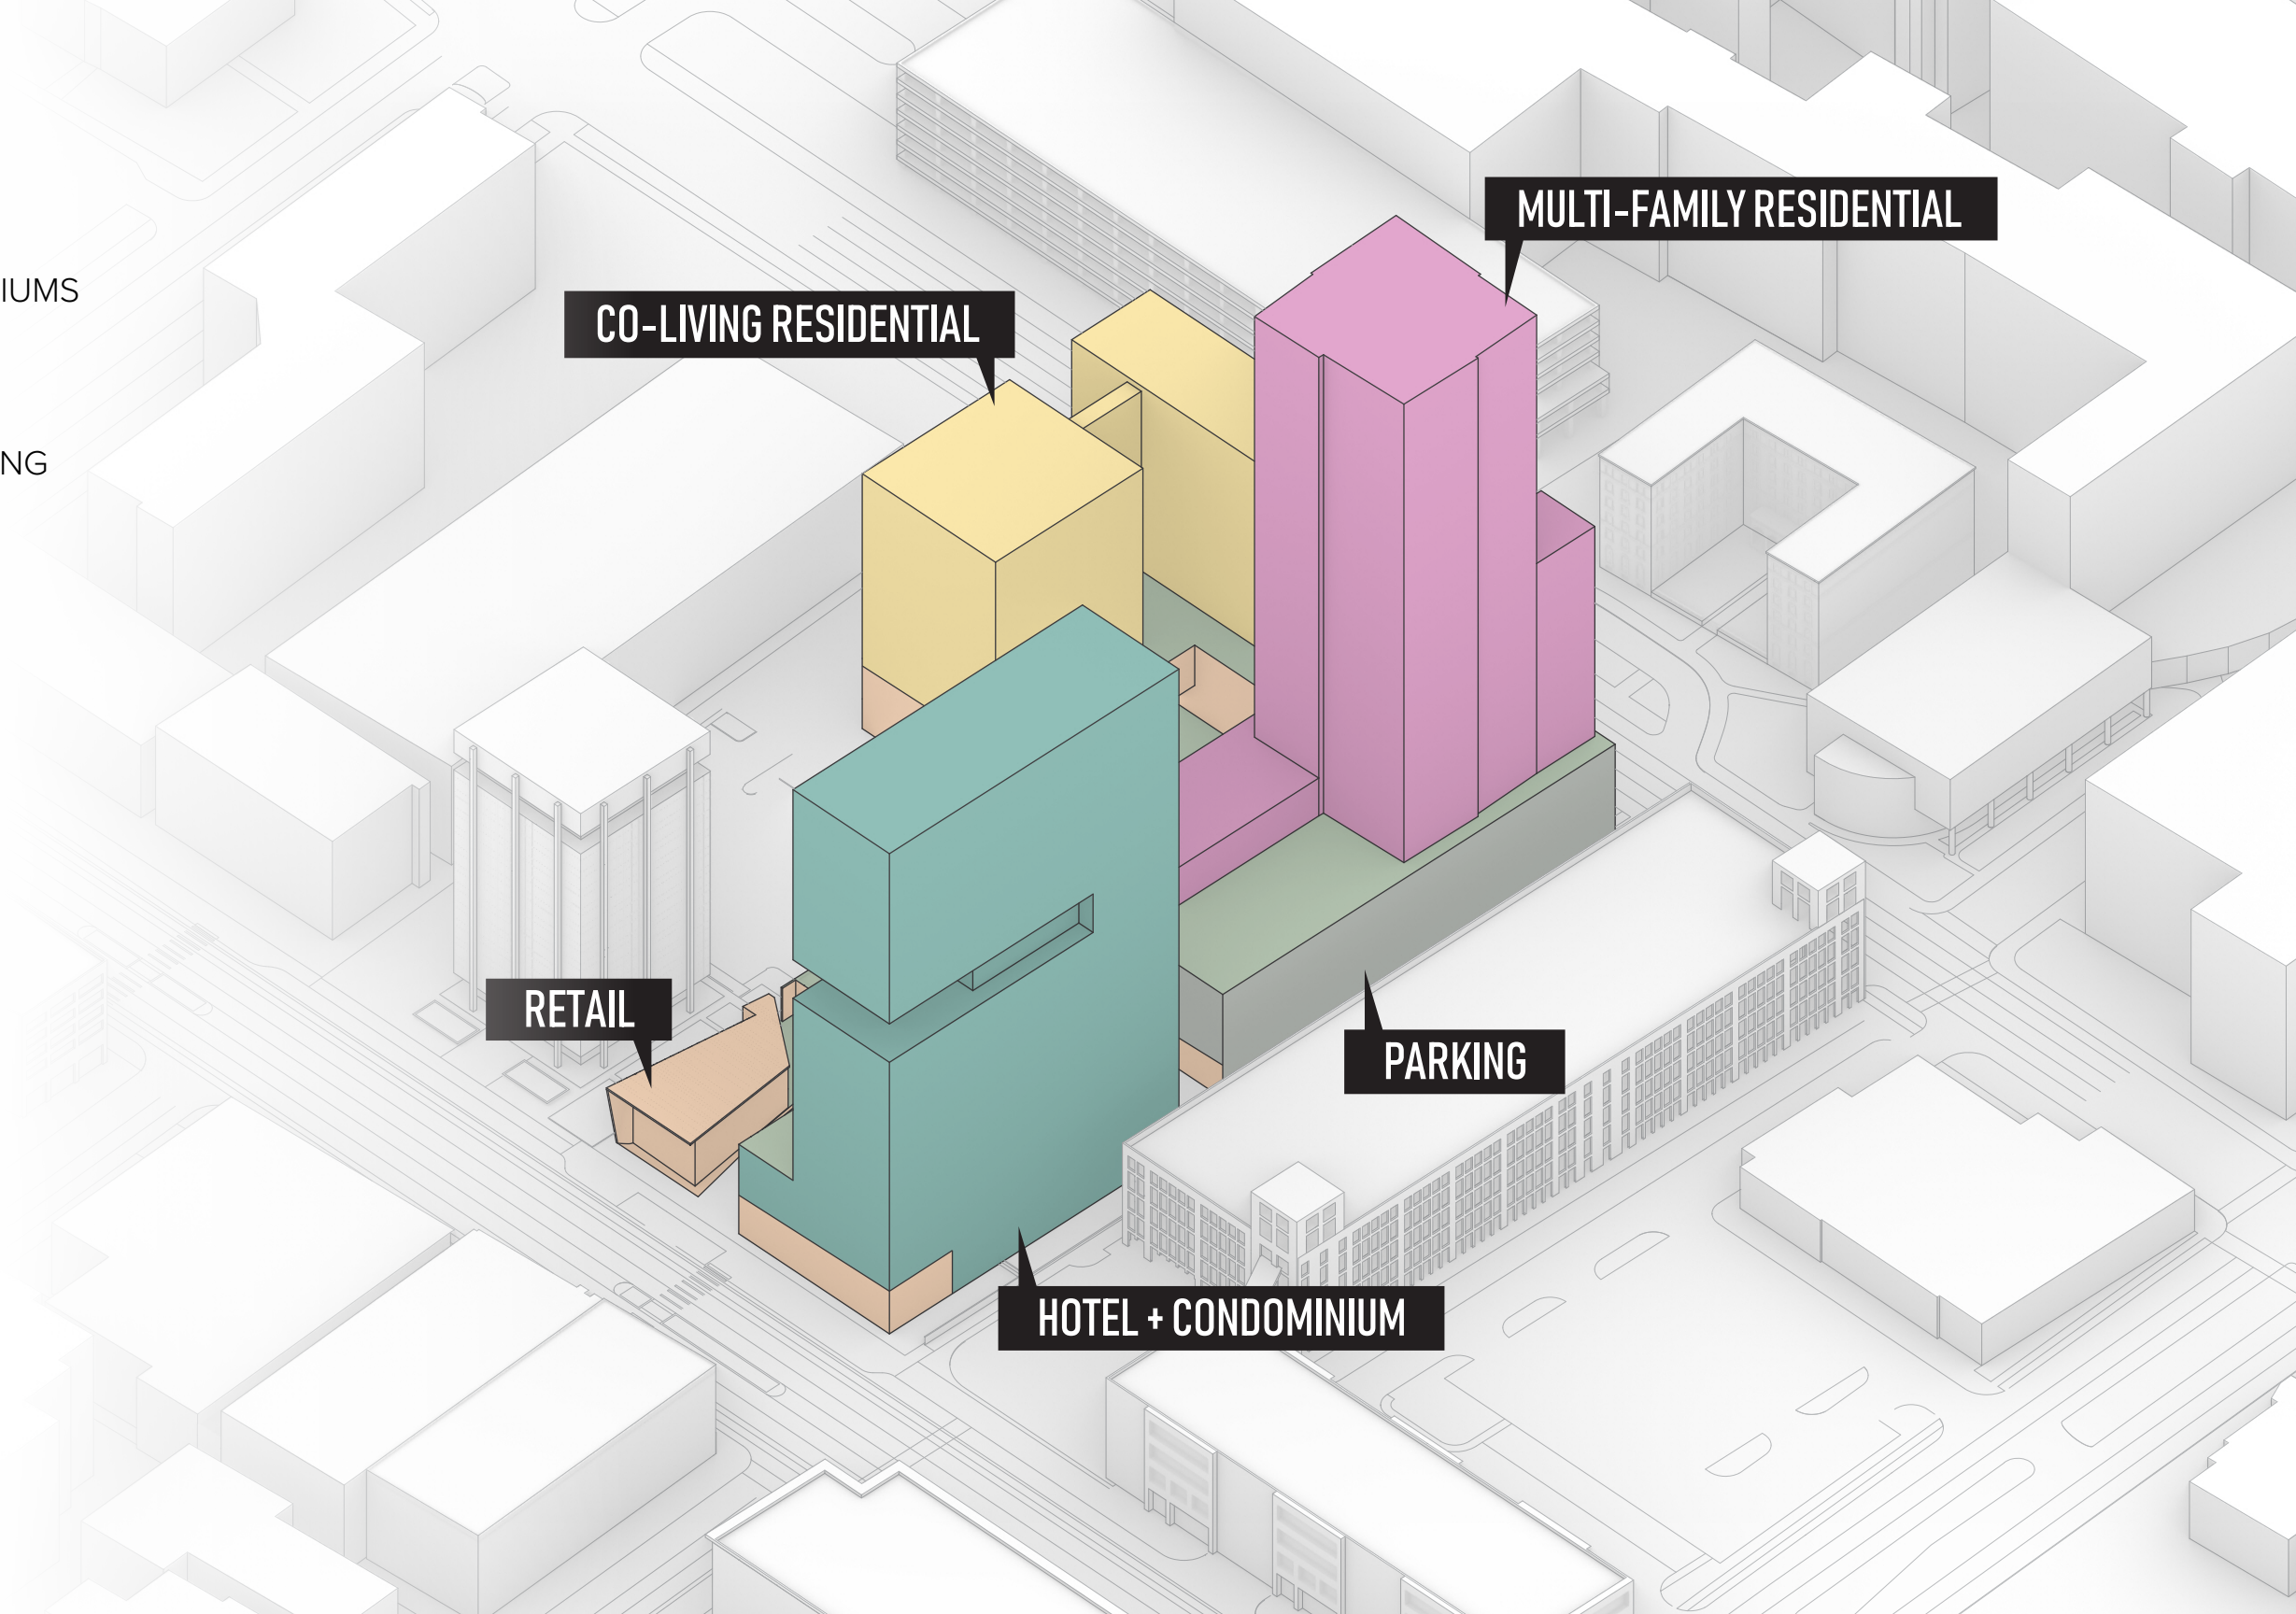 MULTI-FAMILY RESIDENTIAL
IUMS
CO-LIVING RESIDENTIAL
NG
RETAIL
PARKING
HOTEL + CONDOMINIUM